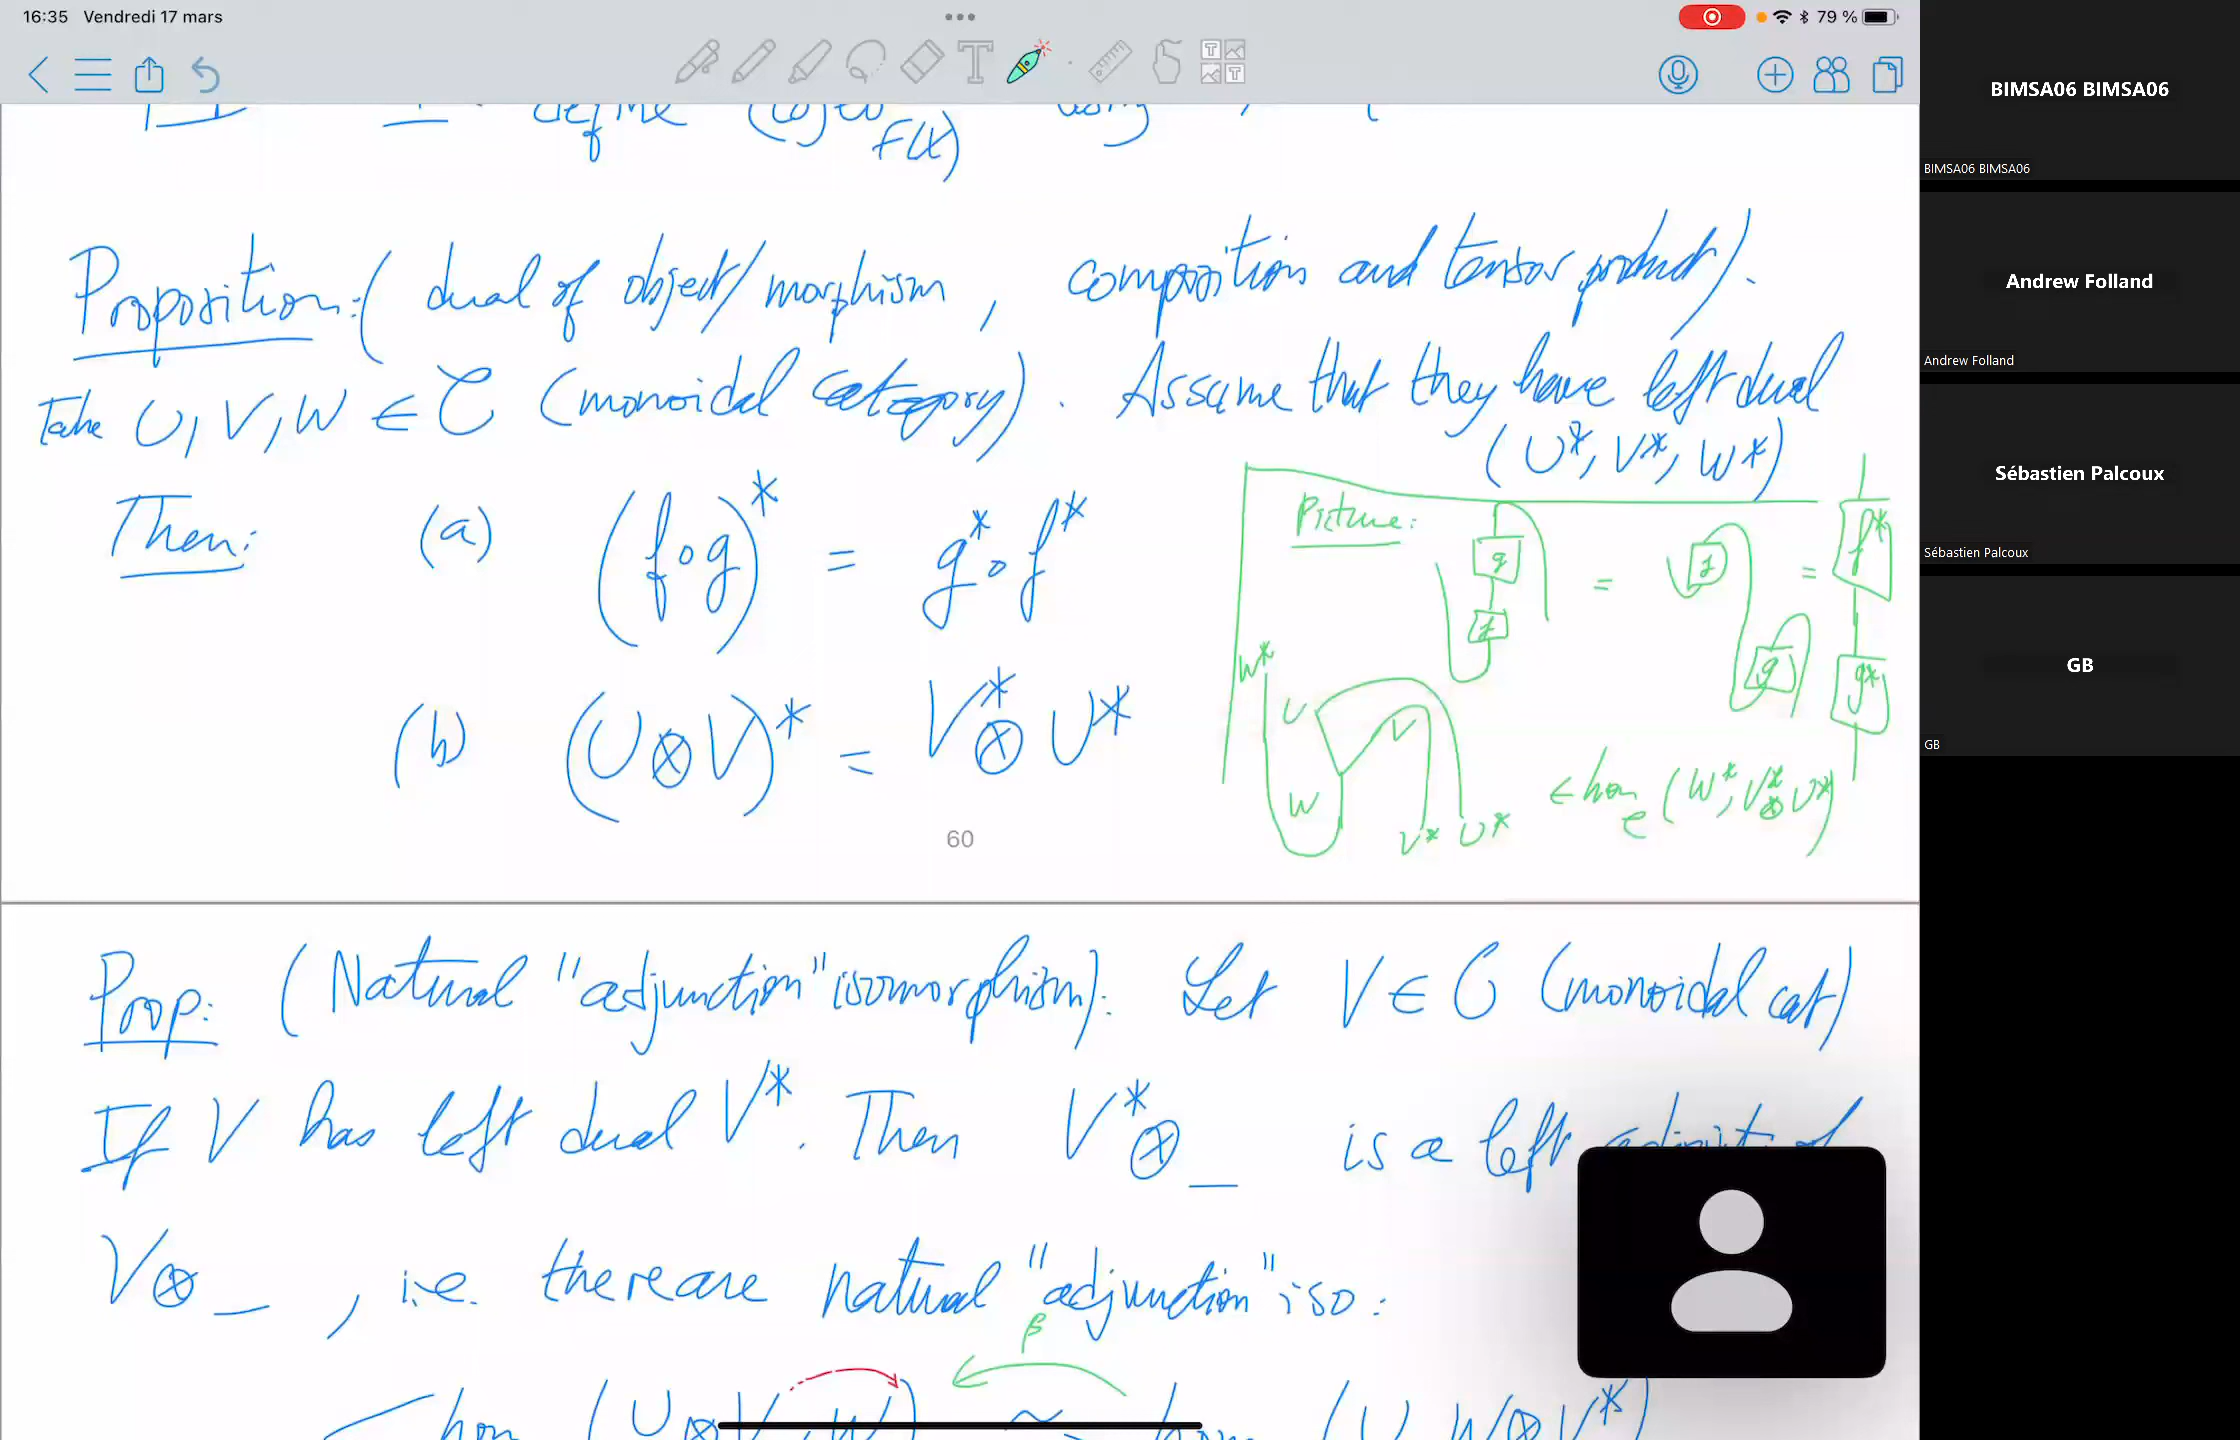 16:35 Vendredi 17 mars
79 %
define
F(X)
Proposition: ( dual of object/morphism, composition and tensor product).
Take U, V, W ∈ C (monoidal category). Assume that they have left dual
(U*, V*, W*)
Then: (a) (f∘g)* = g*∘f*
Picture:
g
f
=
f
g
=
f*
g*
(b) (U⊗V)* = V*⊗U*
W*
U
V
W
V* U*
∈ hom_C (W*, V*⊗U*)
60
Prop: (Natural "adjunction" isomorphism): Let V ∈ C (monoidal cat)
If V has left dual V*. Then V*⊗_ is a left
V⊗_ , i.e. there are natural "adjunction" iso:
β
hom (U⊗V, W) ≃ hom (U, W⊗V*)
BIMSA06 BIMSA06
BIMSA06 BIMSA06
Andrew Folland
Andrew Folland
Sébastien Palcoux
Sébastien Palcoux
GB
GB